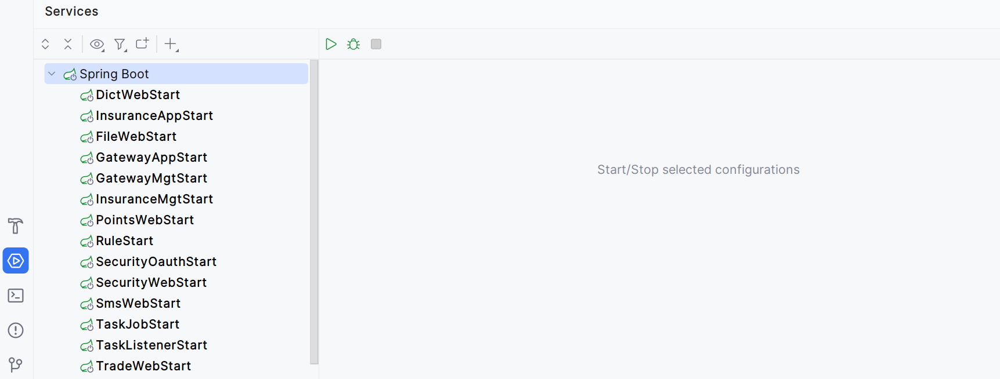 Services
Spring Boot
DictWebStart
InsuranceAppStart
FileWebStart
GatewayAppStart
GatewayMgtStart
InsuranceMgtStart
PointsWebStart
RuleStart
SecurityOauthStart
SecurityWebStart
SmsWebStart
TaskJobStart
TaskListenerStart
TradeWebStart
Start/Stop selected configurations